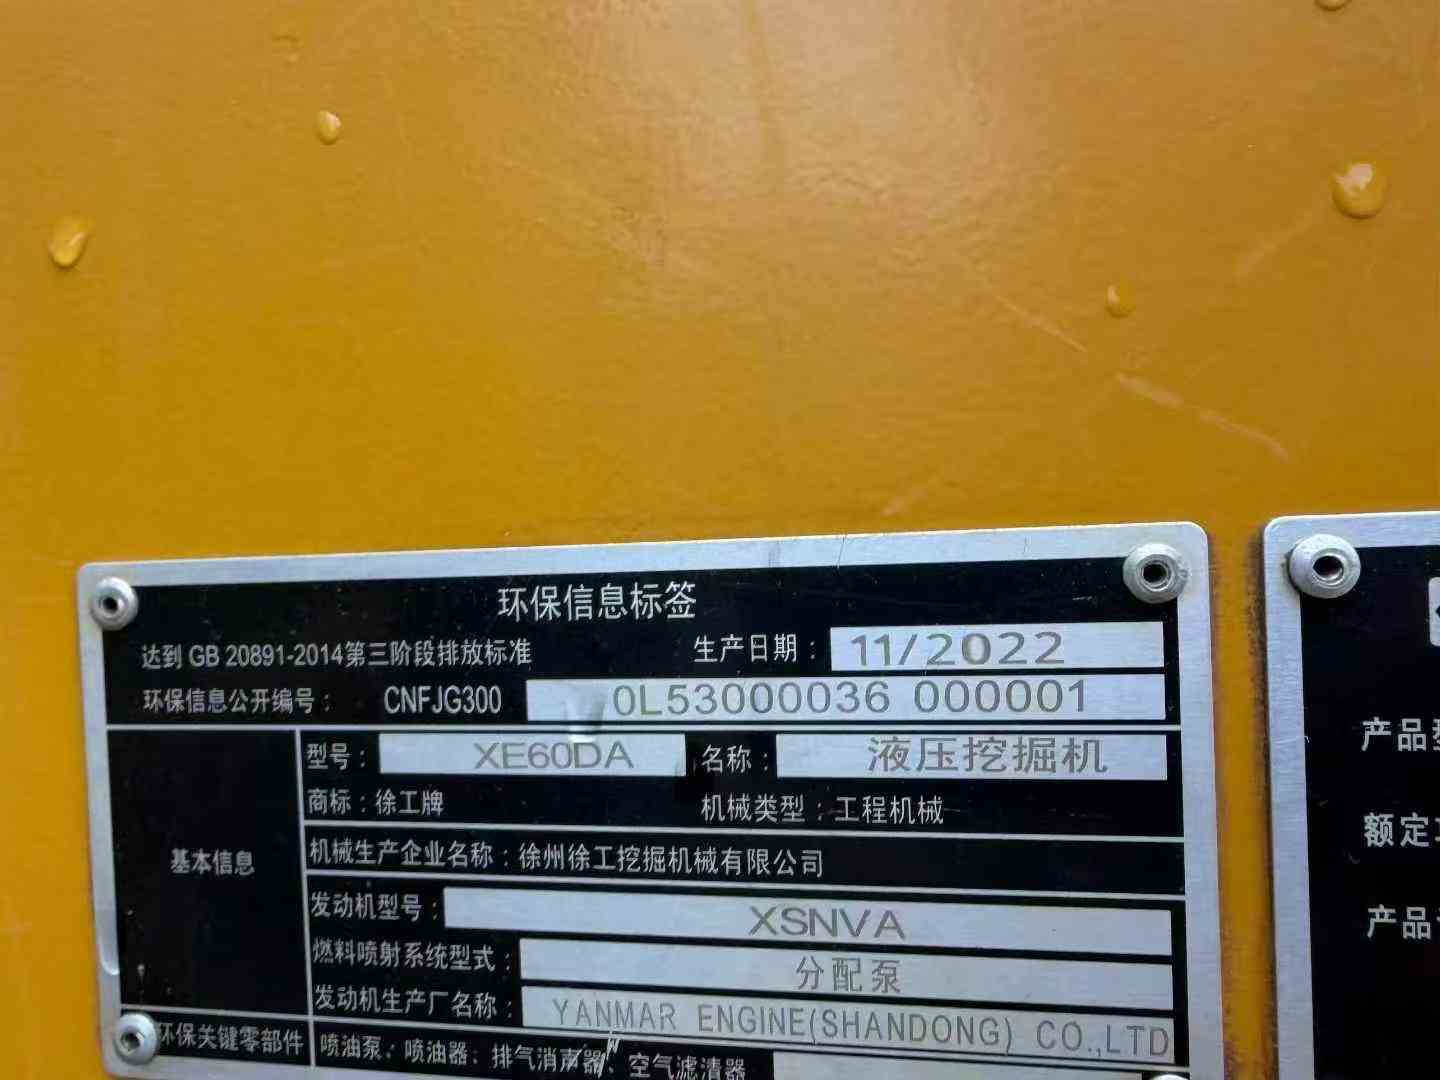 环保信息标签
达到 GB 20891-2014第三阶段排放标准 生产日期： 11/2022
环保信息公开编号： CNFJG300 0L53000036 000001
基本信息
型号： XE60DA 名称： 液压挖掘机
商标：徐工牌 机械类型：工程机械
机械生产企业名称：徐州徐工挖掘机械有限公司
发动机型号： XSNVA
燃料喷射系统型式： 分配泵
发动机生产厂名称： YANMAR ENGINE(SHANDONG) CO.,LTD
环保关键零部件 喷油泵、喷油器、排气消声器、空气滤清器
产品
额定
产品